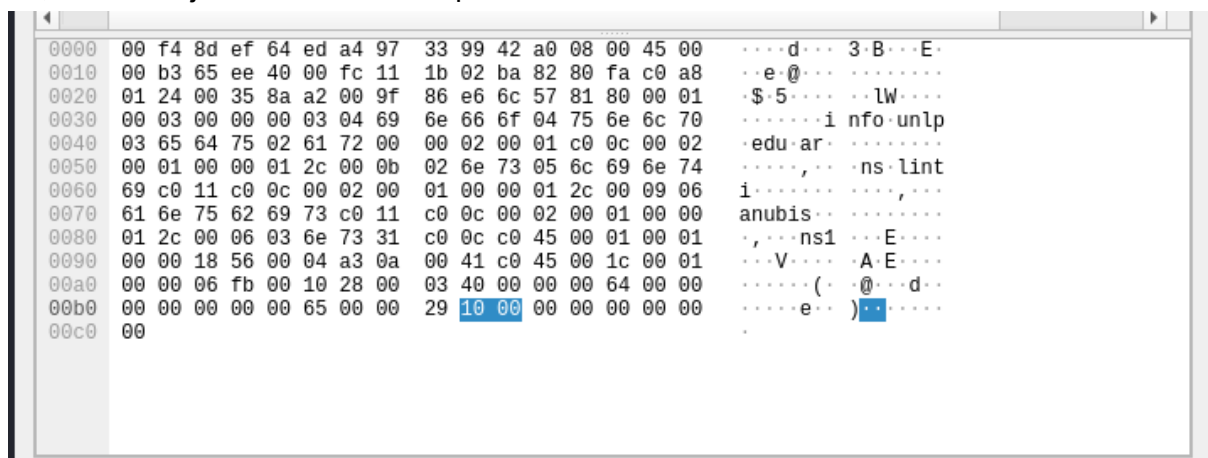 0000 00 f4 8d ef 64 ed a4 97 33 99 42 a0 08 00 45 00 ····d··· 3·B···E·
0010 00 b3 65 ee 40 00 fc 11 1b 02 ba 82 80 fa c0 a8 ··e·@··· ········
0020 01 24 00 35 8a a2 00 9f 86 e6 6c 57 81 80 00 01 ·$·5···· ··lW····
0030 00 03 00 00 00 03 04 69 6e 66 6f 04 75 6e 6c 70 ·······i nfo·unlp
0040 03 65 64 75 02 61 72 00 00 02 00 01 c0 0c 00 02 ·edu·ar· ········
0050 00 01 00 00 01 2c 00 0b 02 6e 73 05 6c 69 6e 74 ·····,·· ·ns·lint
0060 69 c0 11 c0 0c 00 02 00 01 00 00 01 2c 00 09 06 i······· ····,···
0070 61 6e 75 62 69 73 c0 11 c0 0c 00 02 00 01 00 00 anubis·· ········
0080 01 2c 00 06 03 6e 73 31 c0 0c c0 45 00 01 00 01 ·,···ns1 ···E····
0090 00 00 18 56 00 04 a3 0a 00 41 c0 45 00 1c 00 01 ···V···· ·A·E····
00a0 00 00 06 fb 00 10 28 00 03 40 00 00 00 64 00 00 ······(· ·@···d··
00b0 00 00 00 00 00 65 00 00 29 10 00 00 00 00 00 00 ·····e·· )·······
00c0 00 ·